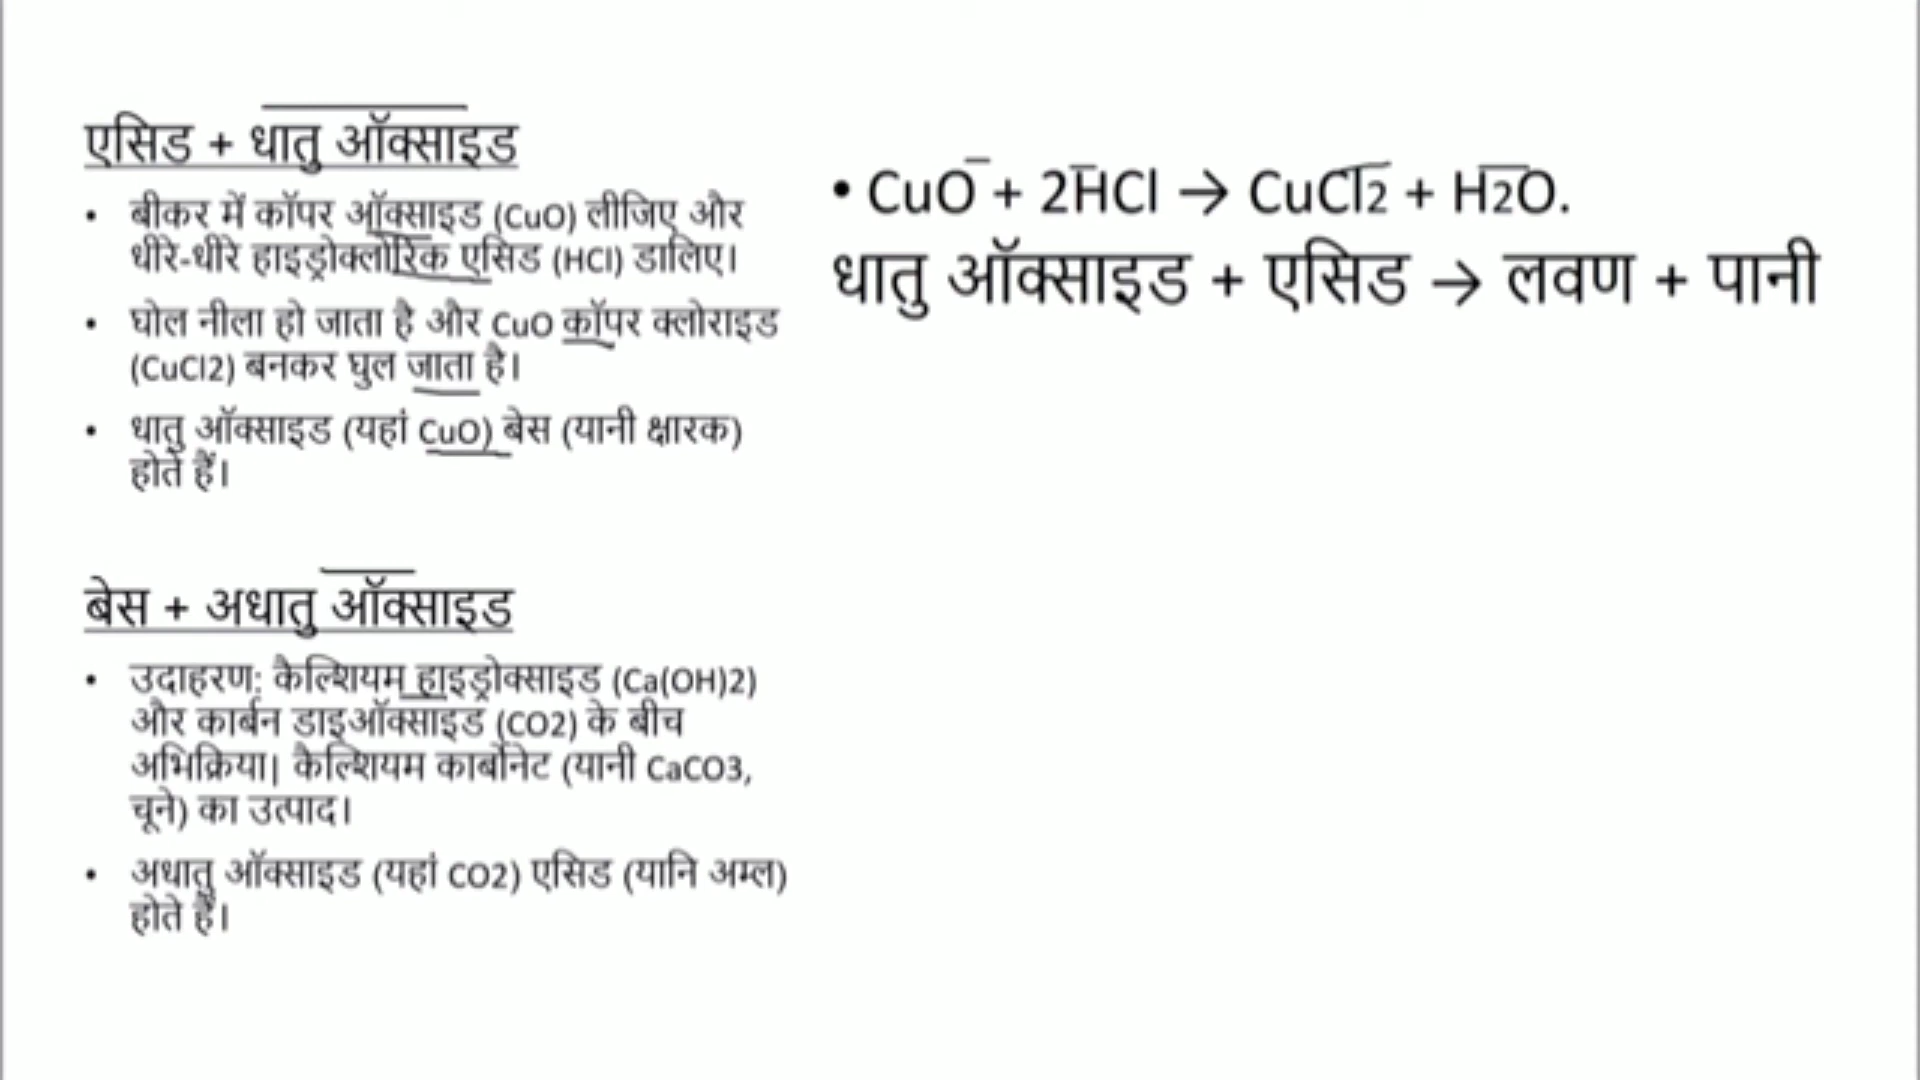 एसिड + धातु ऑक्साइड
• बीकर में कॉपर ऑक्साइड (CuO) लीजिए और
धीरे-धीरे हाइड्रोक्लोरिक एसिड (HCl) डालिए।
• घोल नीला हो जाता है और CuO कॉपर क्लोराइड
(CuCl2) बनकर घुल जाता है।
• धातु ऑक्साइड (यहां CuO) बेस (यानी क्षारक)
होते हैं।
बेस + अधातु ऑक्साइड
• उदाहरण: कैल्शियम हाइड्रोक्साइड (Ca(OH)2)
और कार्बन डाइऑक्साइड (CO2) के बीच
अभिक्रिया| कैल्शियम कार्बोनेट (यानी CaCO3,
चूने) का उत्पाद।
• अधातु ऑक्साइड (यहां CO2) एसिड (यानि अम्ल)
होते हैं।
• CuO + 2HCl → CuCl2 + H2O.
धातु ऑक्साइड + एसिड → लवण + पानी